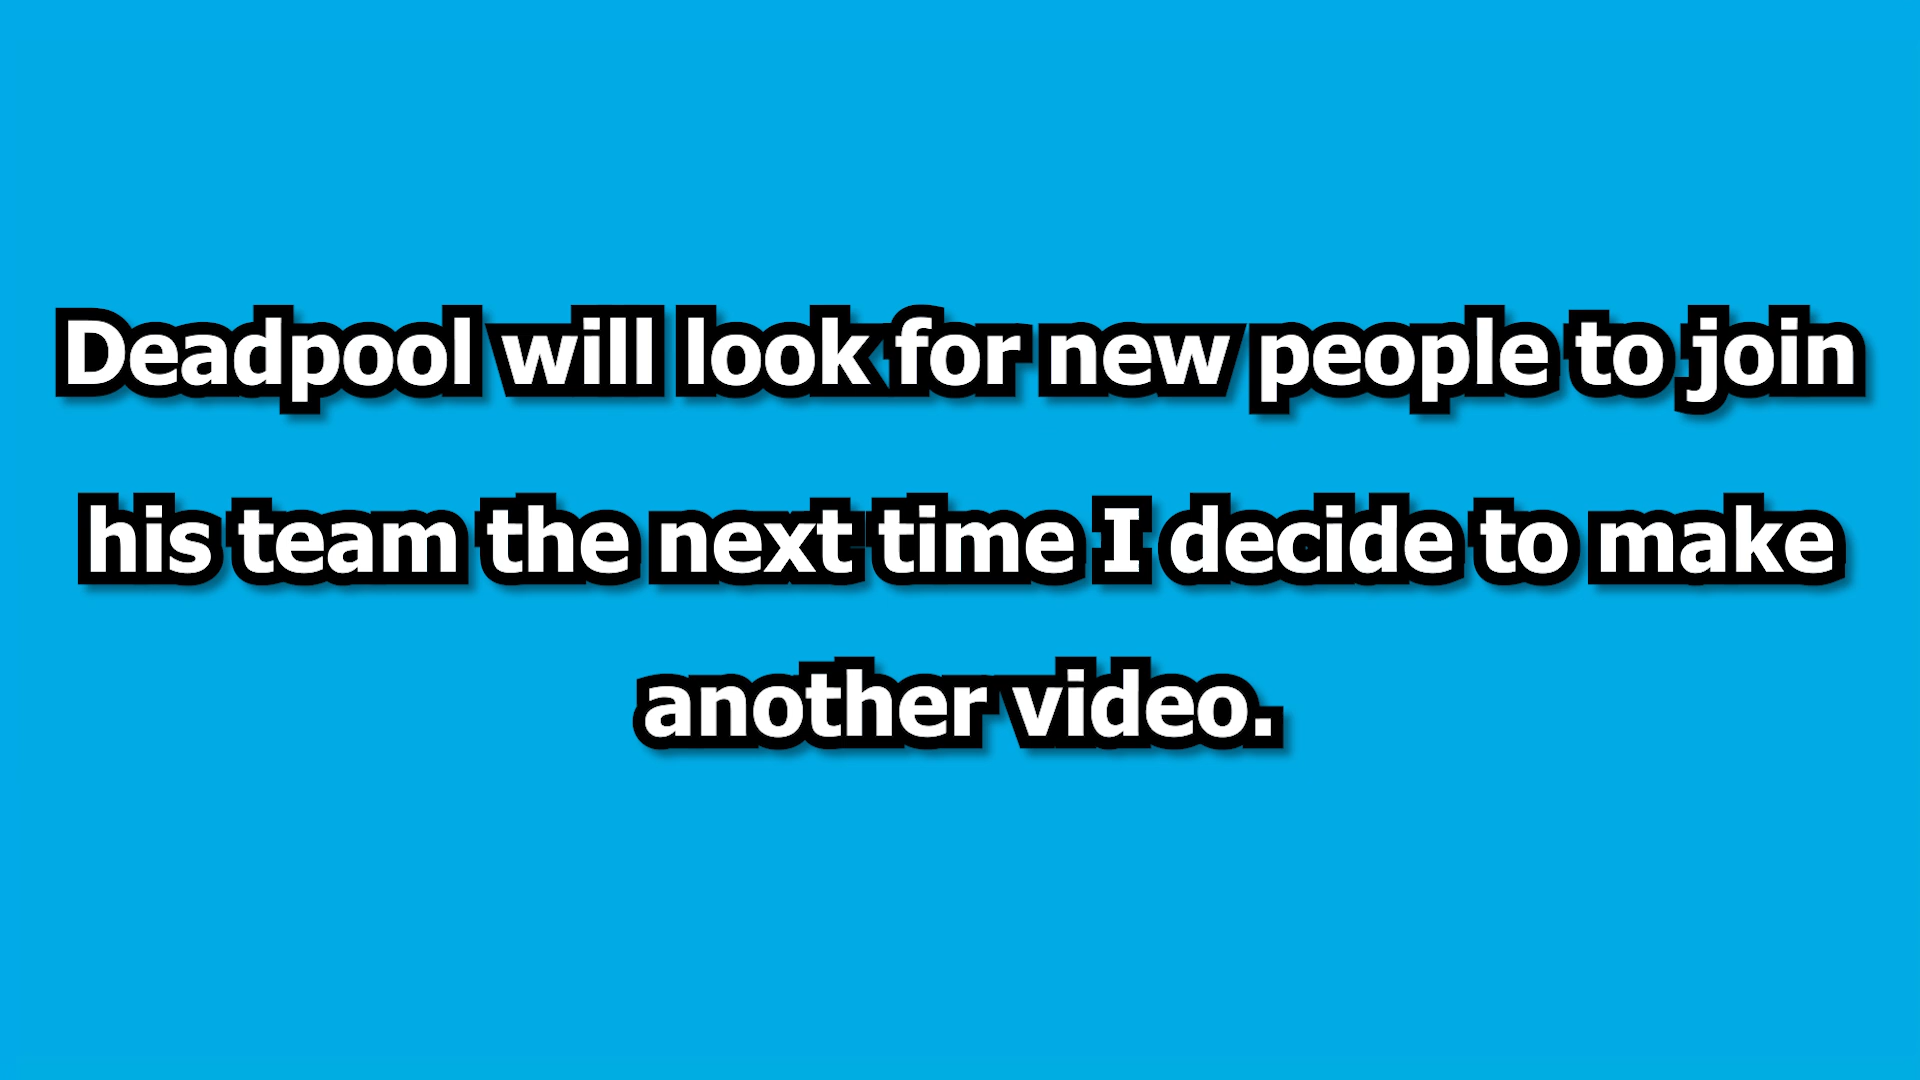 Deadpool will look for new people to join
his team the next time I decide to make
another video.